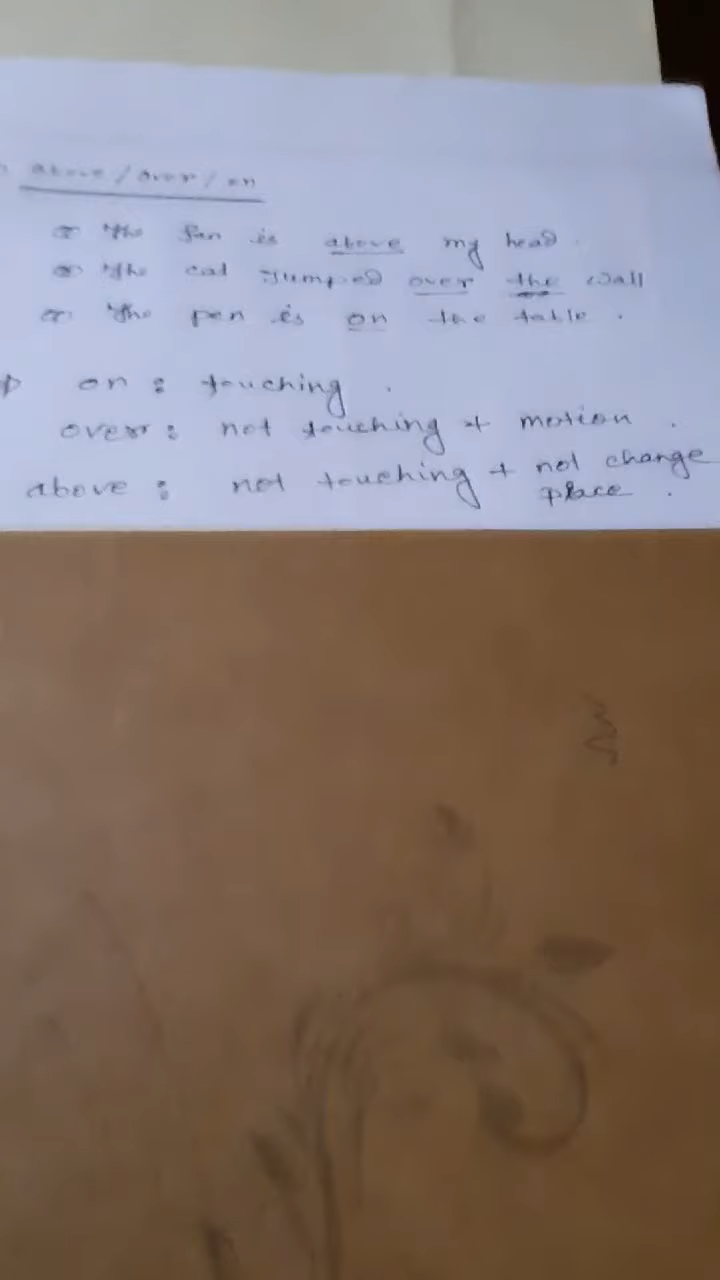 above / over / on
The fan is above my head.
The cat jumped over the wall
The pen is on the table.
on : touching.
over : not touching + motion.
above : not touching + not change
place.